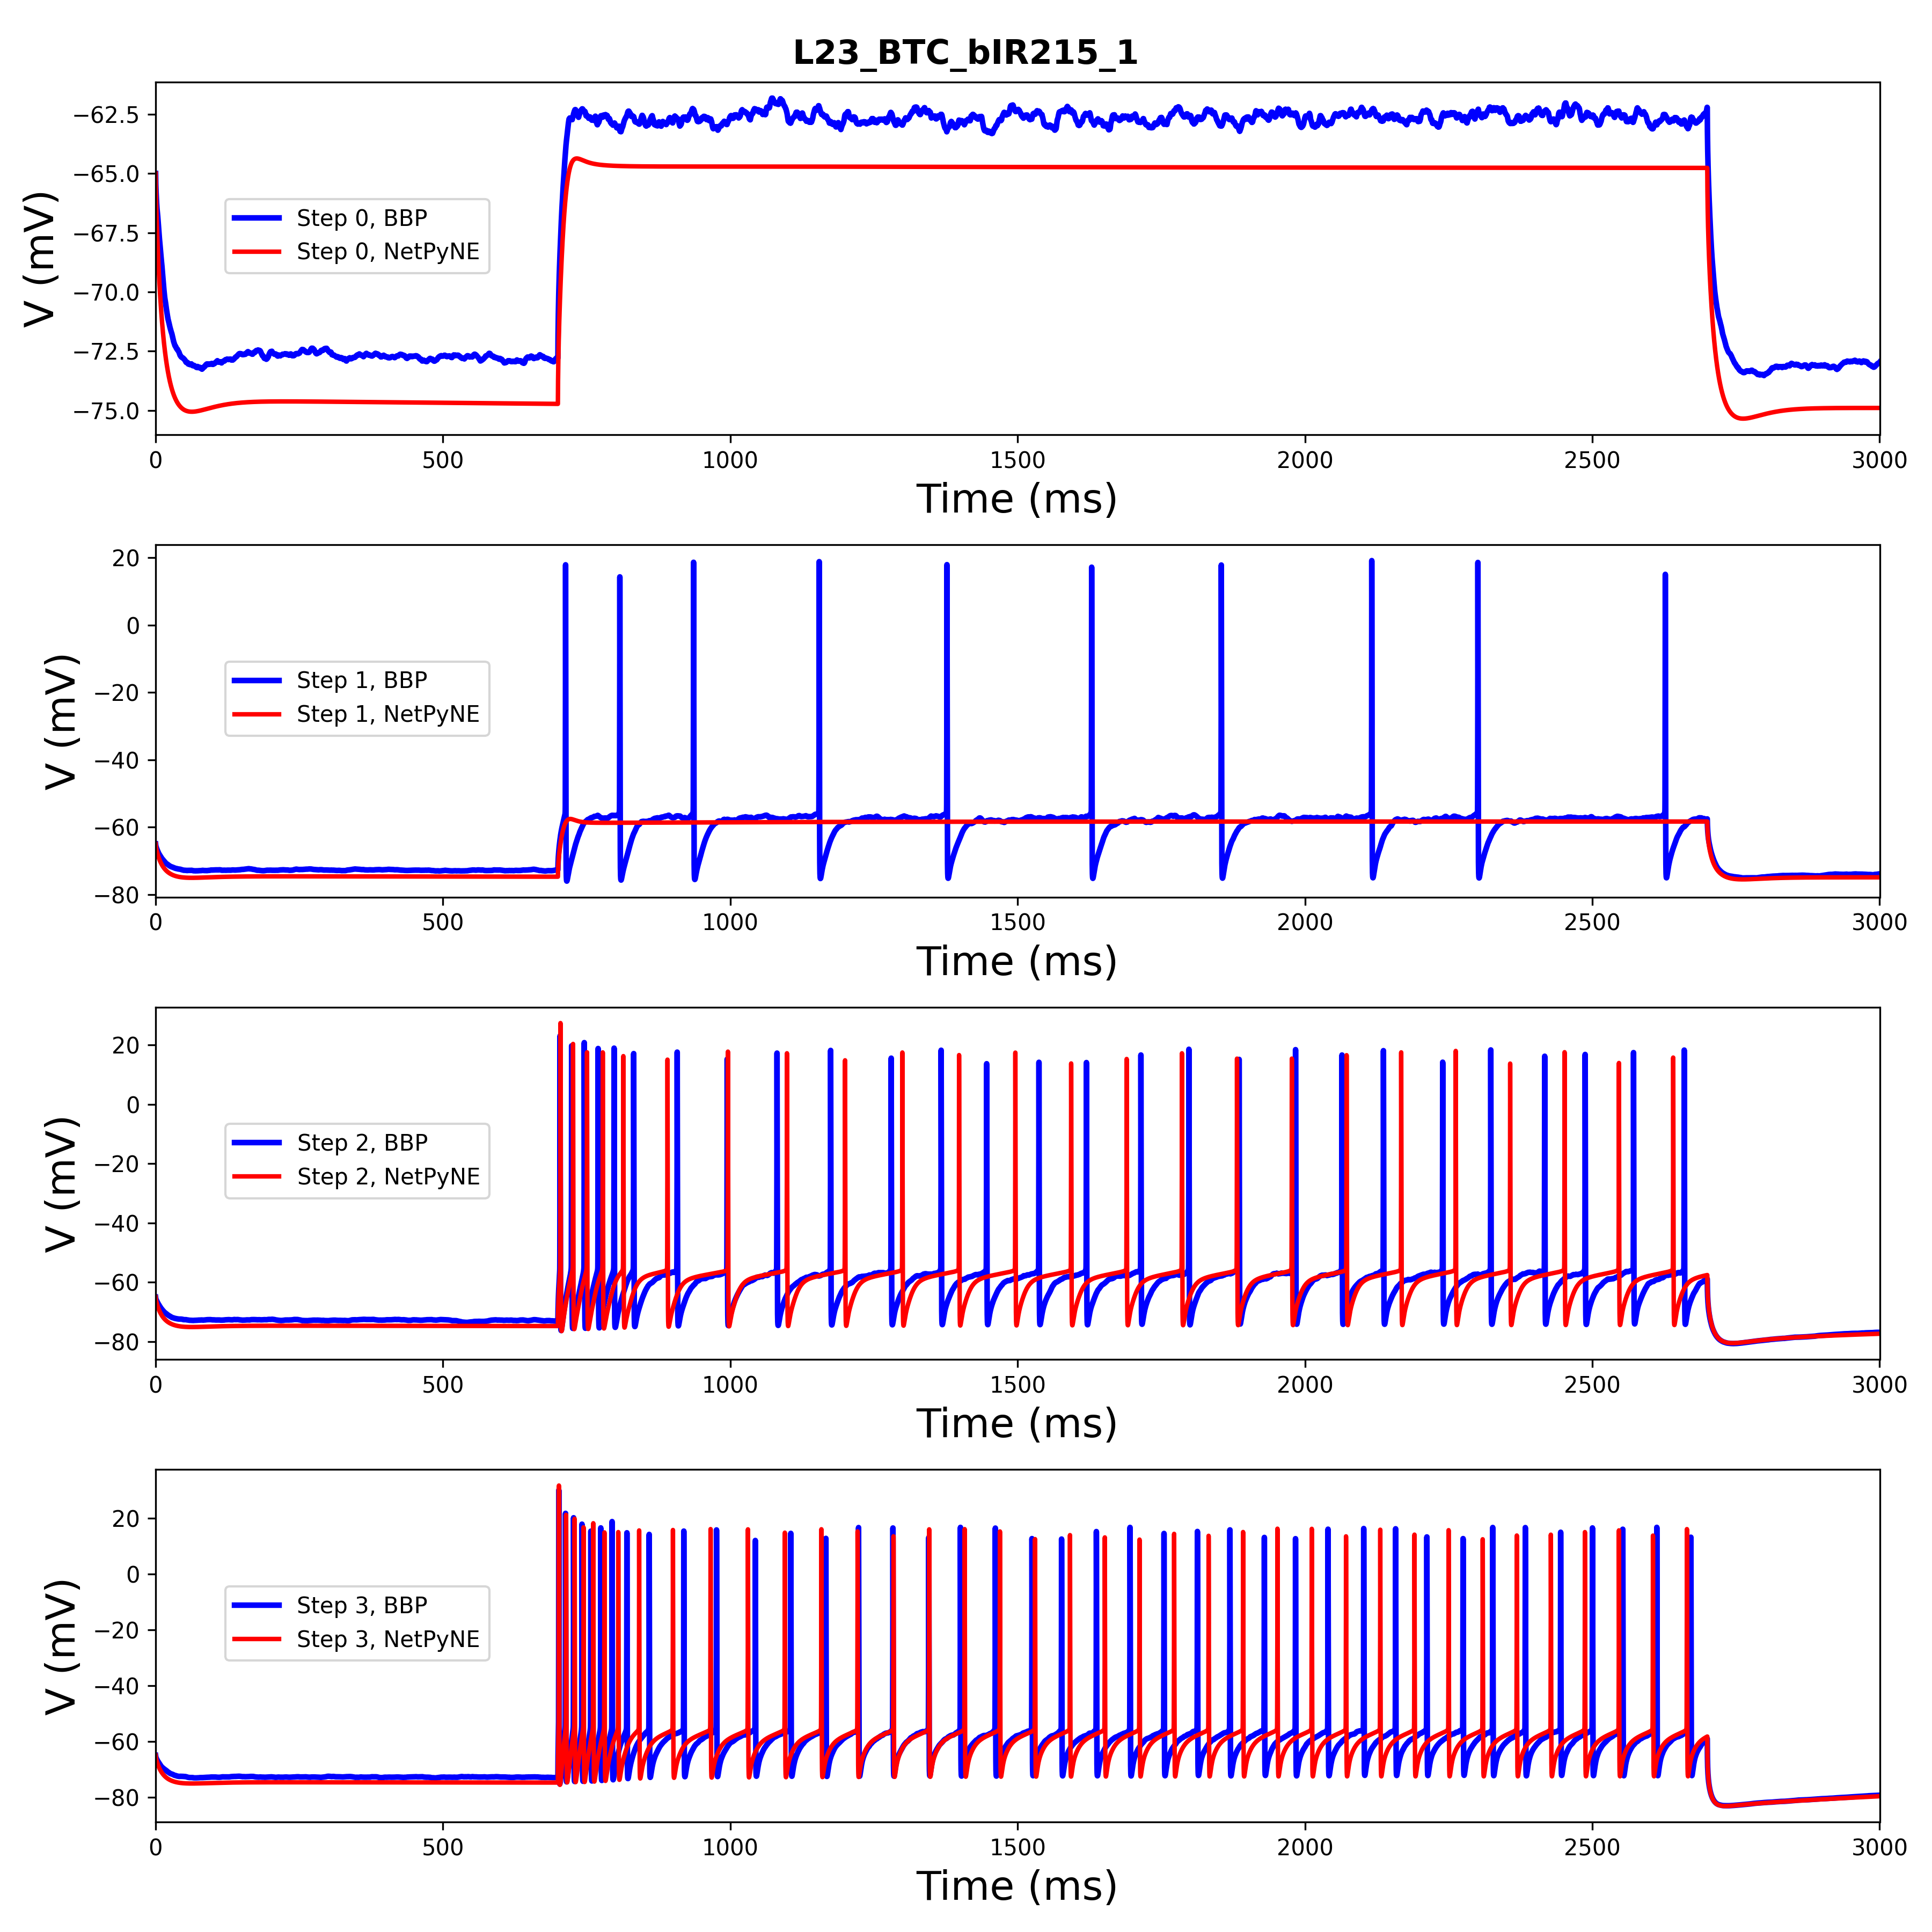 L23_BTC_bIR215_1
V (mV)
−62.5
−65.0
−67.5
−70.0
−72.5
−75.0
Step 0, BBP
Step 0, NetPyNE
0 500 1000 1500 2000 2500 3000
Time (ms)
V (mV)
20
0
−20
−40
−60
−80
Step 1, BBP
Step 1, NetPyNE
0 500 1000 1500 2000 2500 3000
Time (ms)
V (mV)
20
0
−20
−40
−60
−80
Step 2, BBP
Step 2, NetPyNE
0 500 1000 1500 2000 2500 3000
Time (ms)
V (mV)
20
0
−20
−40
−60
−80
Step 3, BBP
Step 3, NetPyNE
0 500 1000 1500 2000 2500 3000
Time (ms)